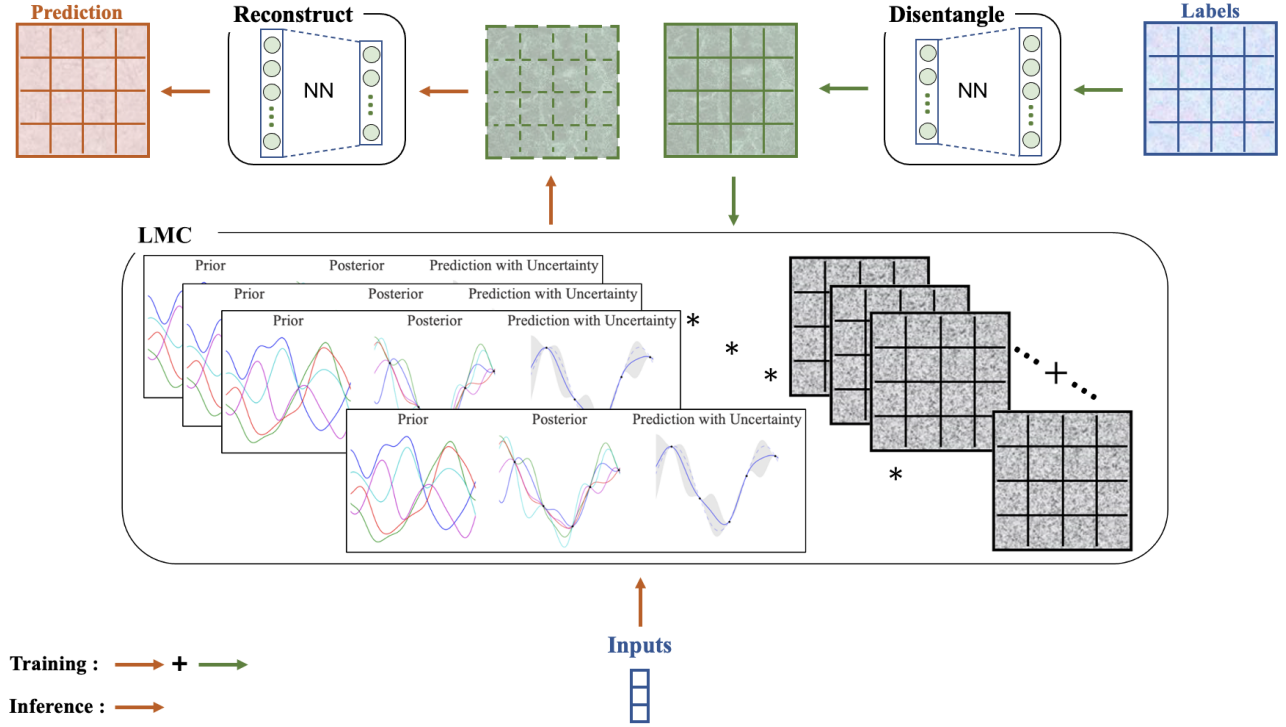 Prediction
Reconstruct
Disentangle
Labels
NN
NN
LMC
Prior Posterior Prediction with Uncertainty
Prior Posterior Prediction with Uncertainty
Prior Posterior Prediction with Uncertainty
*
*
*
+
Prior Posterior Prediction with Uncertainty
*
Inputs
Training : +
Inference :